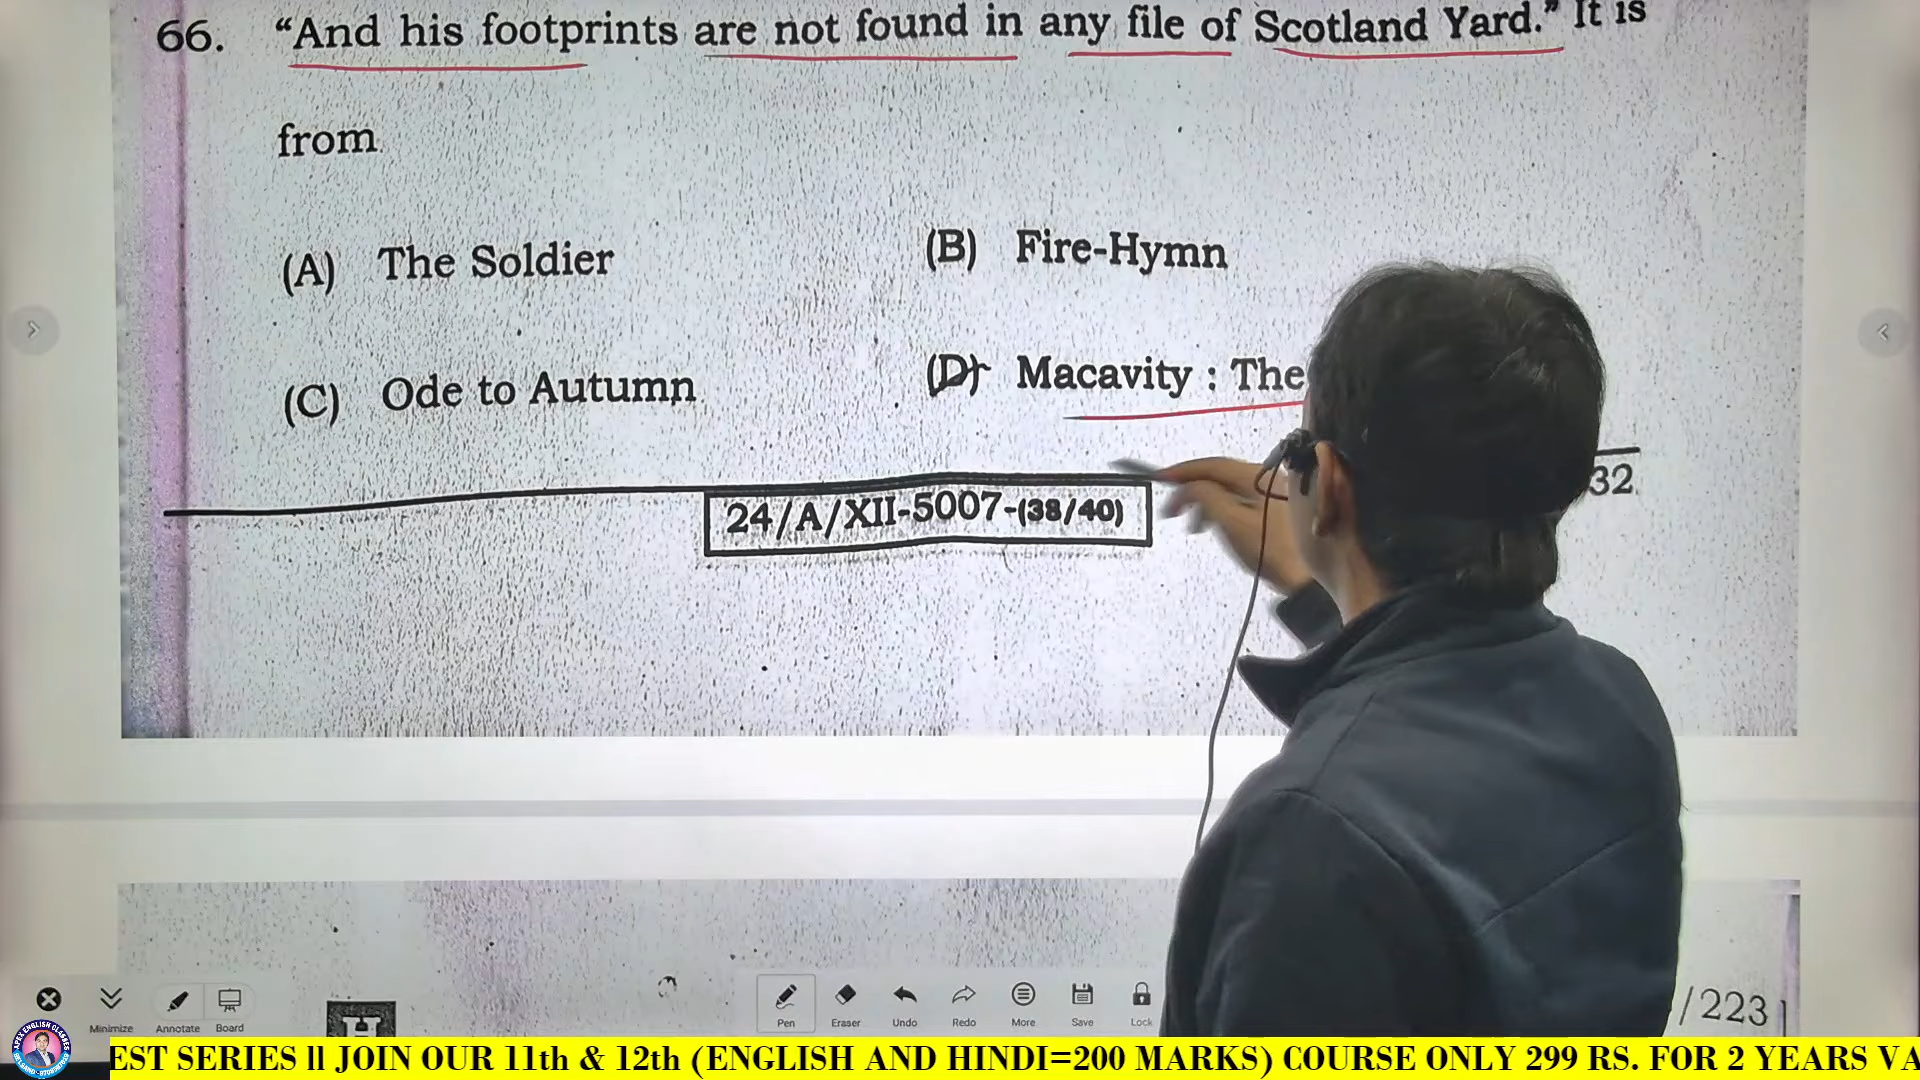 66. “And his footprints are not found in any file of Scotland Yard.” It is
from
(A) The Soldier
(B) Fire-Hymn
(C) Ode to Autumn
(D) Macavity : The
32
24/A/XII-5007-(38/40)
H
/223
Minimize
Annotate
Board
Pen
Eraser
Undo
Redo
More
Save
Lock
APEX ENGLISH CLASSES
EST SERIES ll JOIN OUR 11th & 12th (ENGLISH AND HINDI=200 MARKS) COURSE ONLY 299 RS. FOR 2 YEARS VA